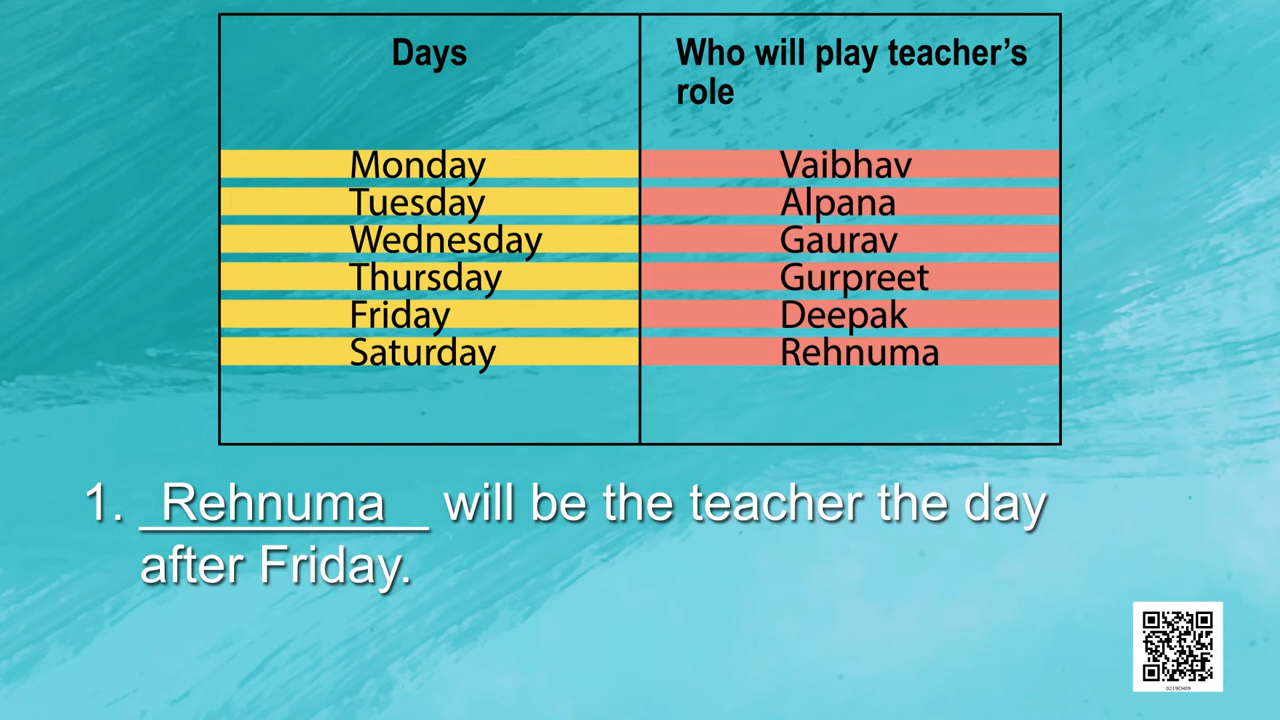 Days
Who will play teacher's
role
Monday Vaibhav
Tuesday Alpana
Wednesday Gaurav
Thursday Gurpreet
Friday Deepak
Saturday Rehnuma
1. Rehnuma will be the teacher the day
after Friday.
0219CH09